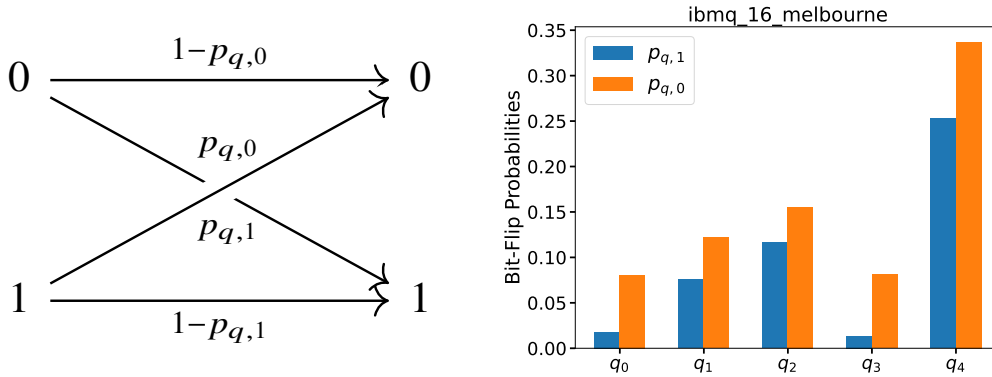 1−p_{q,0}
0
0
p_{q,0}
p_{q,1}
1
1
1−p_{q,1}
ibmq_16_melbourne
Bit-Flip Probabilities
0.35
0.30
0.25
0.20
0.15
0.10
0.05
0.00
p_{q,1}
p_{q,0}
q_0
q_1
q_2
q_3
q_4